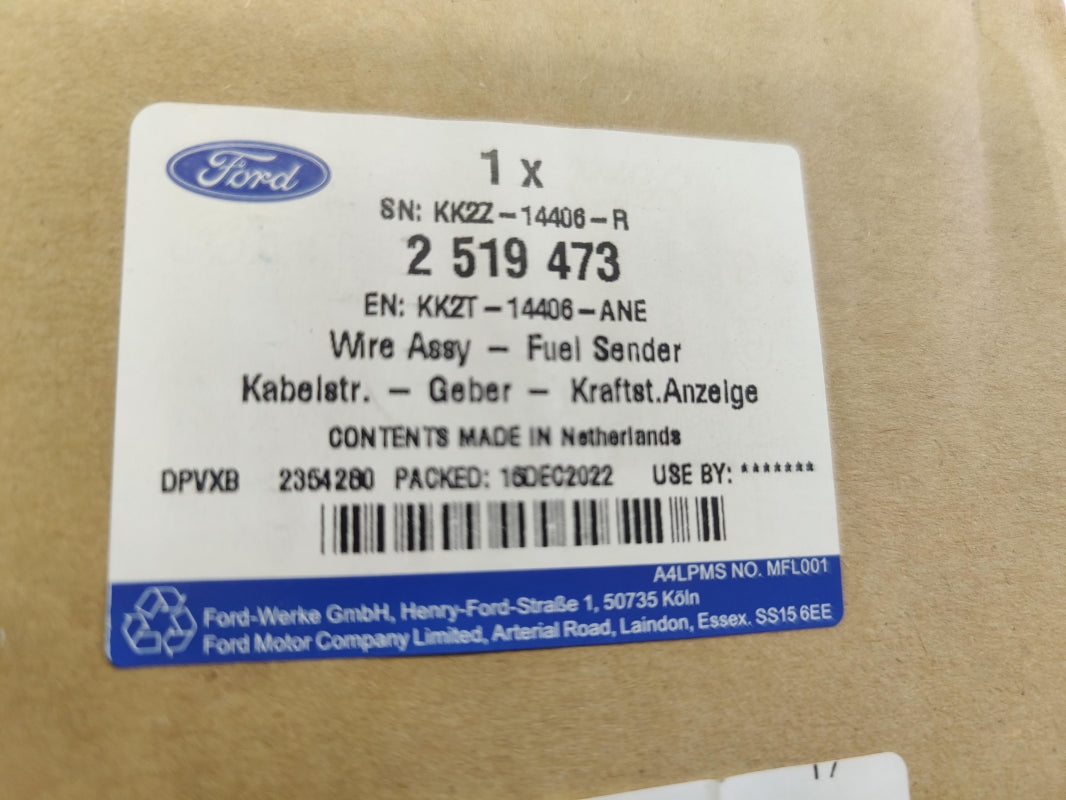 Ford
1 x
SN: KK2Z-14406-R
2 519 473
EN: KK2T-14406-ANE
Wire Assy - Fuel Sender
Kabelstr. - Geber - Kraftst.Anzeige
CONTENTS MADE IN Netherlands
DPVXB 2354280 PACKED: 15DEC2022 USE BY: *******
A4LPMS NO. MFL001
Ford-Werke GmbH, Henry-Ford-Straße 1, 50735 Köln
Ford Motor Company Limited, Arterial Road, Laindon, Essex. SS15 6EE